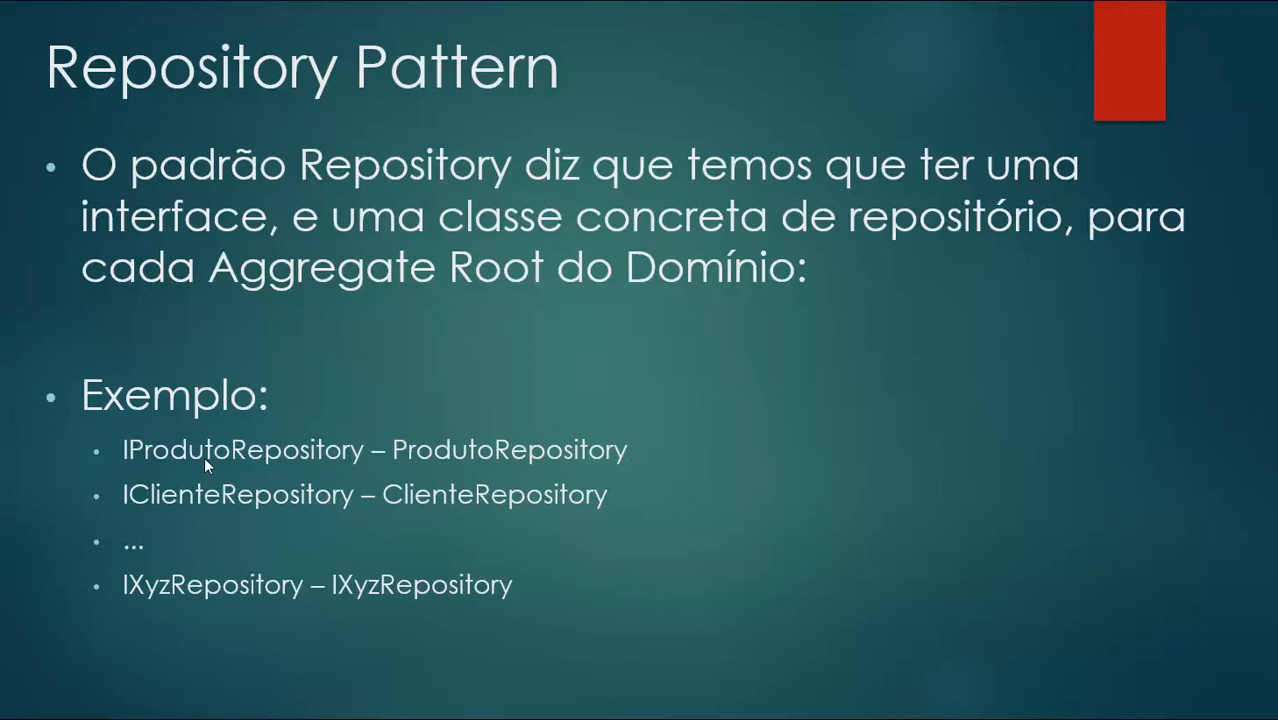 Repository Pattern
• O padrão Repository diz que temos que ter uma
interface, e uma classe concreta de repositório, para
cada Aggregate Root do Domínio:
• Exemplo:
• IProdutoRepository – ProdutoRepository
• IClienteRepository – ClienteRepository
• ...
• IXyzRepository – IXyzRepository